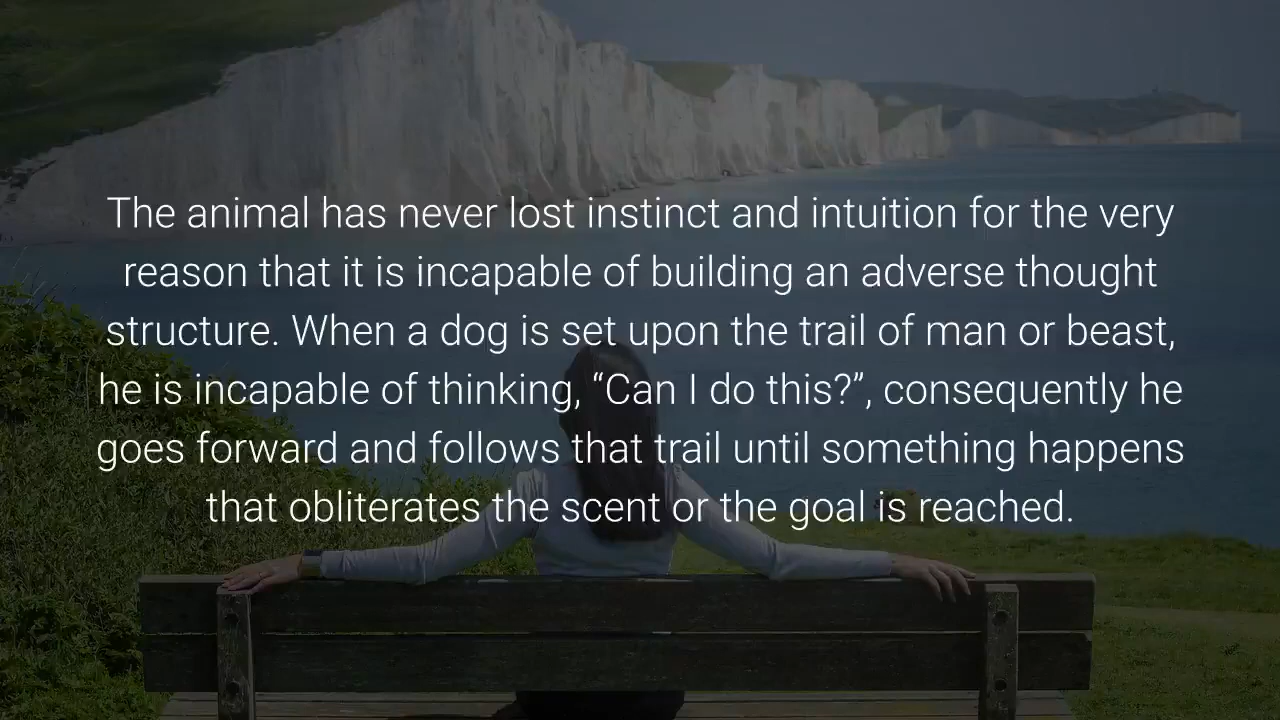 The animal has never lost instinct and intuition for the very
reason that it is incapable of building an adverse thought
structure. When a dog is set upon the trail of man or beast,
he is incapable of thinking, “Can I do this?”, consequently he
goes forward and follows that trail until something happens
that obliterates the scent or the goal is reached.